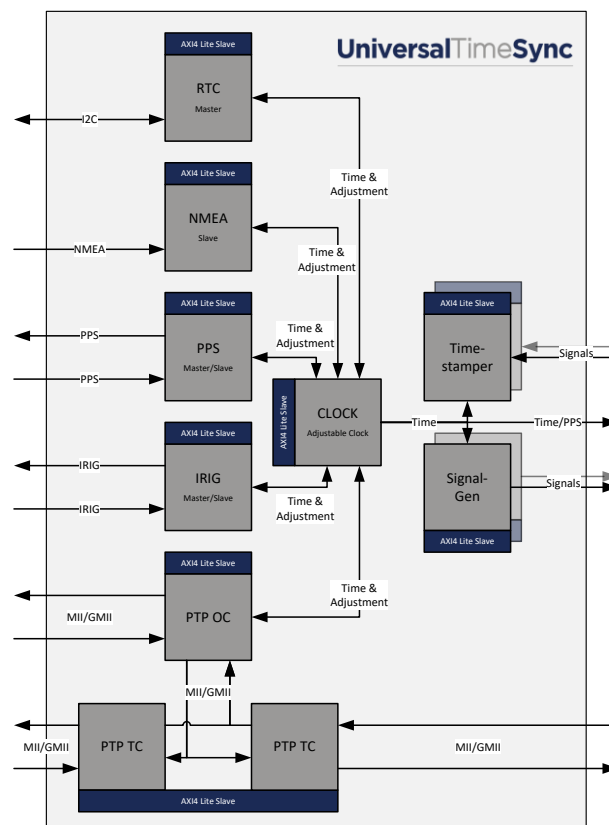 UniversalTimeSync
AXI4 Lite Slave
RTC
Master
I2C
Time &
Adjustment
AXI4 Lite Slave
NMEA
Slave
NMEA
Time &
Adjustment
AXI4 Lite Slave
PPS
Master/Slave
PPS
PPS
Time &
Adjustment
AXI4 Lite Slave
Time-
stamper
Signals
AXI4 Lite Slave
CLOCK
Adjustable Clock
Time
Time/PPS
AXI4 Lite Slave
IRIG
Master/Slave
IRIG
IRIG
Time &
Adjustment
Signal-
Gen
AXI4 Lite Slave
Signals
AXI4 Lite Slave
PTP OC
MII/GMII
Time &
Adjustment
MII/GMII
PTP TC
PTP TC
MII/GMII
MII/GMII
AXI4 Lite Slave